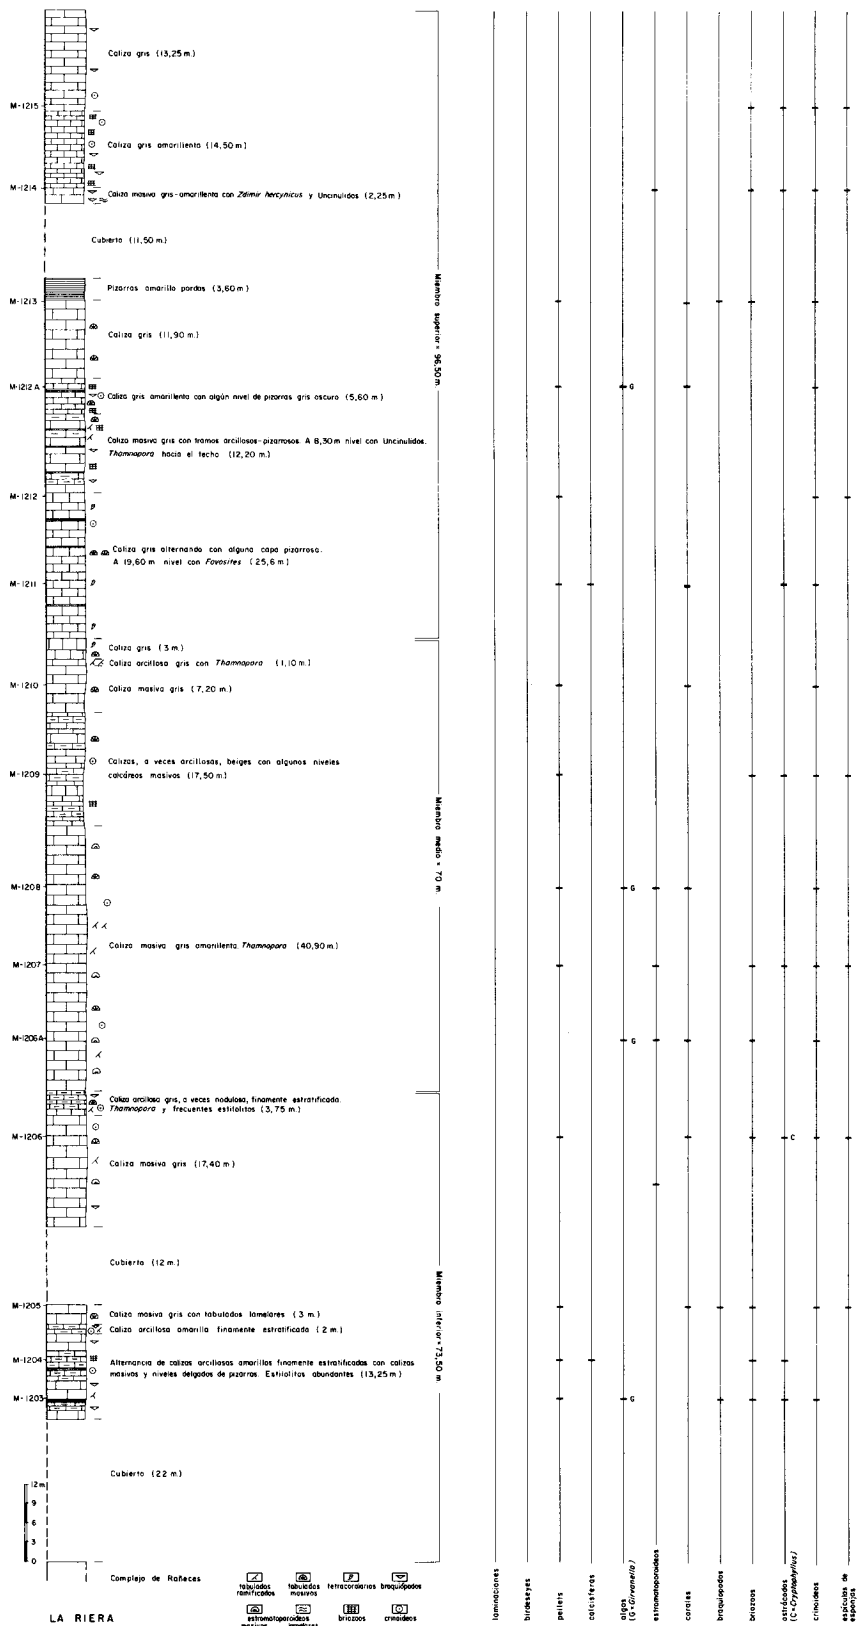 Caliza gris (13,25 m.)
M-1215
Caliza gris amarillenta (14,50 m.)
M-1214
Caliza masiva gris-amarillenta con Zdimir hercynicus y Uncinulidos (2,25 m)
Cubierto (11,50 m.)
Pizarras amarillo pardas (3,60 m)
M-1213
Miembro superior = 96,50 m.
Caliza gris (11,90 m)
M-1212 A
G
Caliza gris amarillenta con algún nivel de pizarras gris oscuro (5,60 m)
Caliza masiva gris con tramos arcillosos-pizarrosos. A 8,30 m nivel con Uncinulidos.
Thamnopora hacia el techo (12,20 m.)
M-1212
Caliza gris alternando con alguna capa pizarrosa.
A 19,60 m nivel con Favosites (25,6 m)
M-1211
Caliza gris (3 m.)
Caliza arcillosa gris con Thamnopora (1,10 m.)
M-1210
Caliza masiva gris (7,20 m.)
Calizas, a veces arcillosas, beiges con algunos niveles
calcáreos masivos (17,50 m.)
M-1209
Miembro medio = 70 m.
M-1208
G
Caliza masiva gris amarillenta. Thamnopora (40,90 m)
M-1207
M-1206A
G
Caliza arcillosa gris, a veces nodulosa, finamente estratificada.
Thamnopora y frecuentes estilolitos (3,75 m.)
M-1206
C
Caliza masiva gris (17,40 m)
Cubierto (12 m.)
Miembro inferior = 73,50 m
M-1205
Caliza masiva gris con tabulados lamelares (3 m.)
Caliza arcillosa amarilla finamente estratificada (2 m.)
M-1204
Alternancia de calizas arcillosas amarillas finamente estratificadas con calizas
masivas y niveles delgados de pizarras. Estilolitos abundantes (13,25 m)
M-1203
G
Cubierto (22 m.)
12 m
9
6
3
0
Complejo de Rañeces
tabulados ramificados
tabulados masivos
tetracoralarios
braquiópodos
estromatoporoideos masivos
lamelares
briozoos
crinoideos
LA RIERA
laminaciones
birdeseyes
pellets
calcisferas
algas (G = Girvanella)
estromatoporoideos
corales
braquiopodos
briozoos
ostrácodos (C = Cryptophyllus)
crinoideos
espículas de esponjas